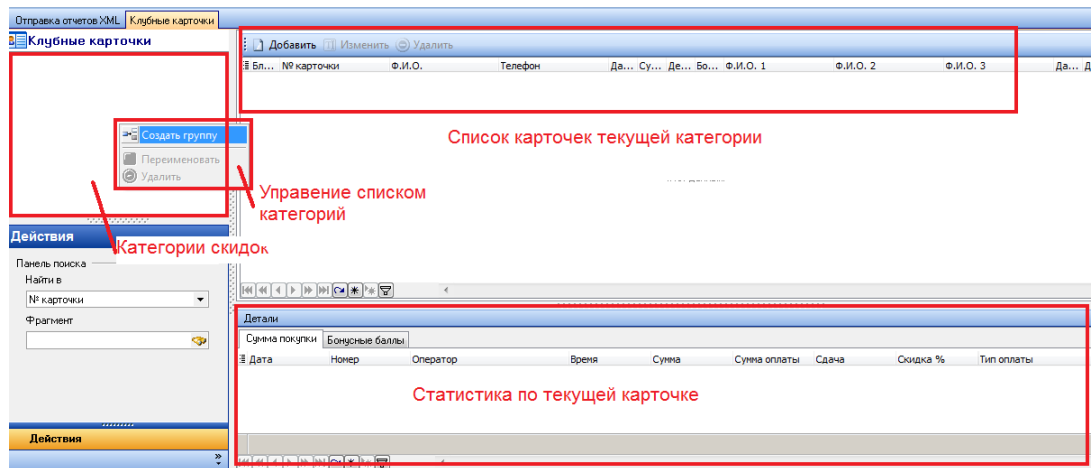 Отправка отчетов XML Клубные карточки
Клубные карточки
Добавить Изменить Удалить
Бл... № карточки Ф.И.О. Телефон Да... Су... Де... Бо... Ф.И.О. 1 Ф.И.О. 2 Ф.И.О. 3 Да...
Список карточек текущей категории
Создать группу
Переименовать
Удалить
Управение списком
категорий
Категории скидок
Действия
Панель поиска
Найти в
№ карточки
Фрагмент
Действия
Детали
Сумма покупки Бонусные баллы
Дата Номер Оператор Время Сумма Сумма оплаты Сдача Скидка % Тип оплаты
Статистика по текущей карточке